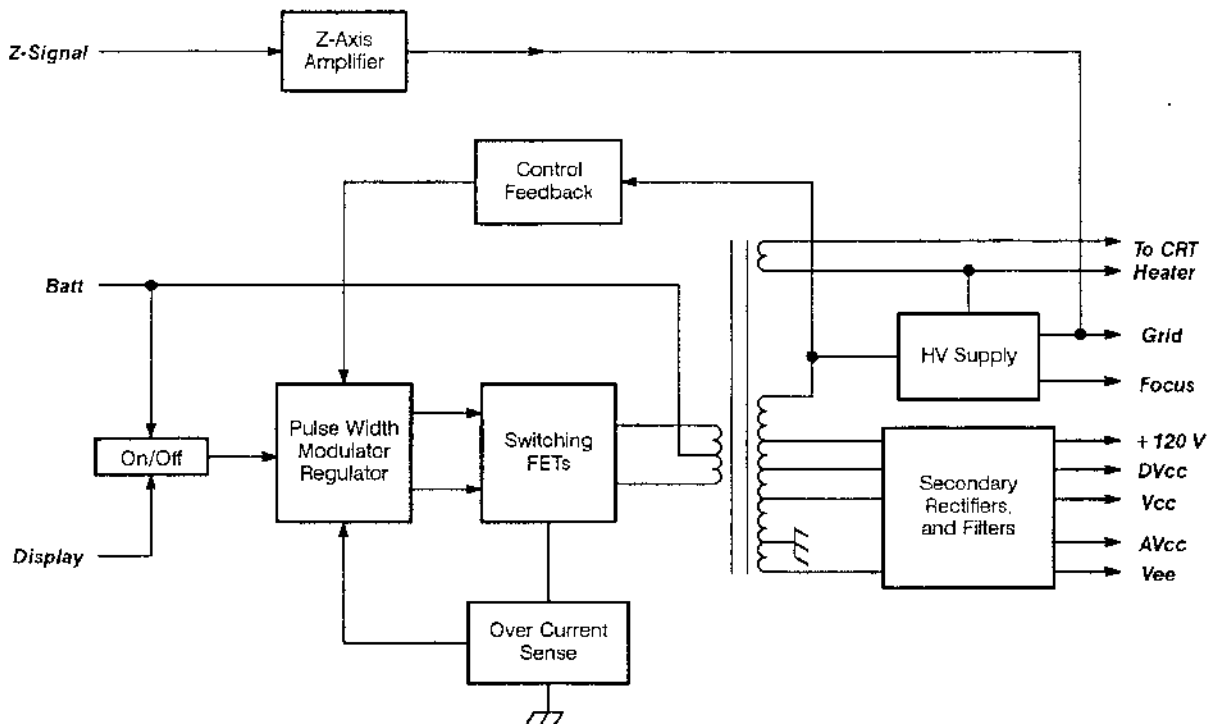 Z-Signal
Z-Axis
Amplifier
Control
Feedback
To CRT
Heater
Batt
HV Supply
Grid
Focus
Pulse Width
Modulator
Regulator
Switching
FETs
On/Off
Secondary
Rectifiers,
and Filters
+ 120 V
DVcc
Vcc
AVcc
Vee
Display
Over Current
Sense